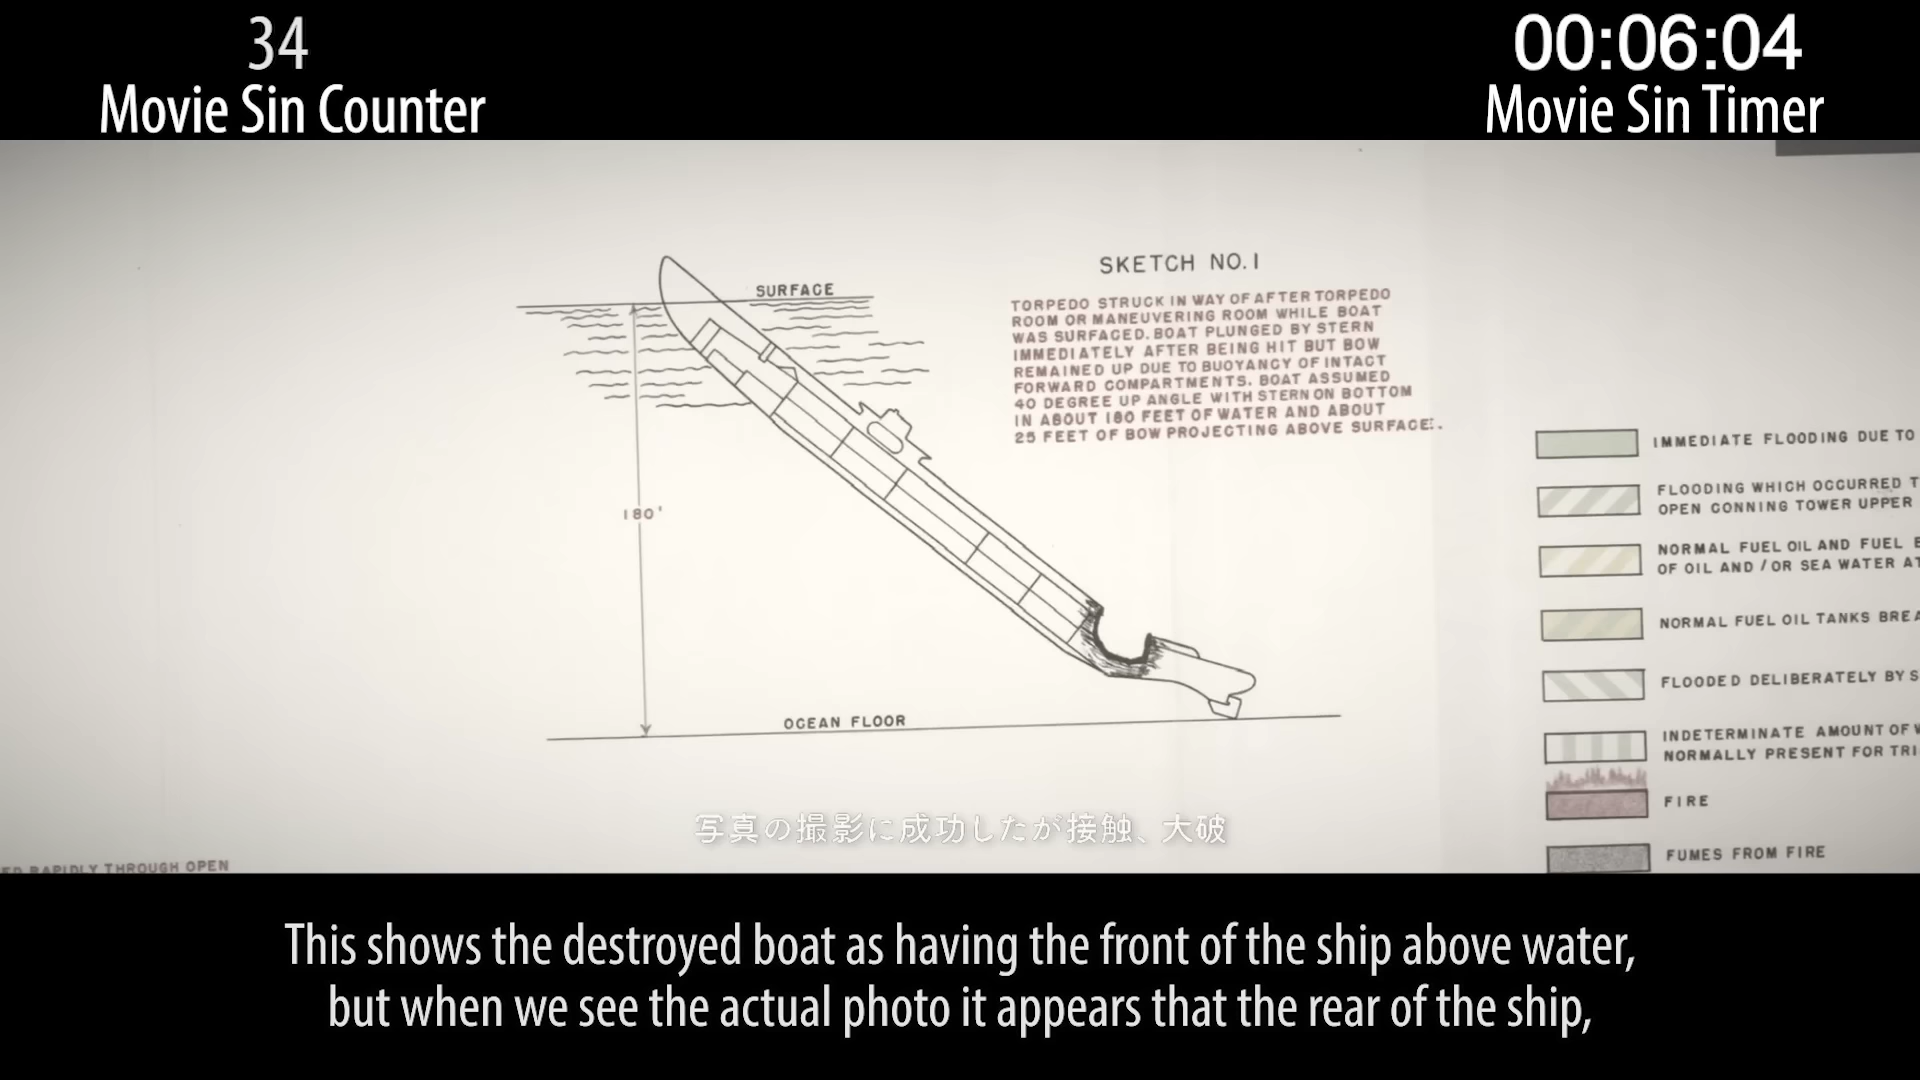 34
Movie Sin Counter
00:06:04
Movie Sin Timer
SKETCH NO.1
SURFACE
TORPEDO STRUCK IN WAY OF AFTER TORPEDO
ROOM OR MANEUVERING ROOM WHILE BOAT
WAS SURFACED. BOAT PLUNGED BY STERN
IMMEDIATELY AFTER BEING HIT BUT BOW
REMAINED UP DUE TO BUOYANCY OF INTACT
FORWARD COMPARTMENTS. BOAT ASSUMED
40 DEGREE UP ANGLE WITH STERN ON BOTTOM
IN ABOUT 180 FEET OF WATER AND ABOUT
25 FEET OF BOW PROJECTING ABOVE SURFACE.
180'
OCEAN FLOOR
IMMEDIATE FLOODING DUE TO
FLOODING WHICH OCCURRED T
OPEN CONNING TOWER UPPER
NORMAL FUEL OIL AND FUEL B
OF OIL AND/OR SEA WATER AT
NORMAL FUEL OIL TANKS BREA
FLOODED DELIBERATELY BY S
INDETERMINATE AMOUNT OF W
NORMALLY PRESENT FOR TRI
FIRE
FUMES FROM FIRE
写真の撮影に成功したが接触、大破
ED RAPIDLY THROUGH OPEN
This shows the destroyed boat as having the front of the ship above water,
but when we see the actual photo it appears that the rear of the ship,